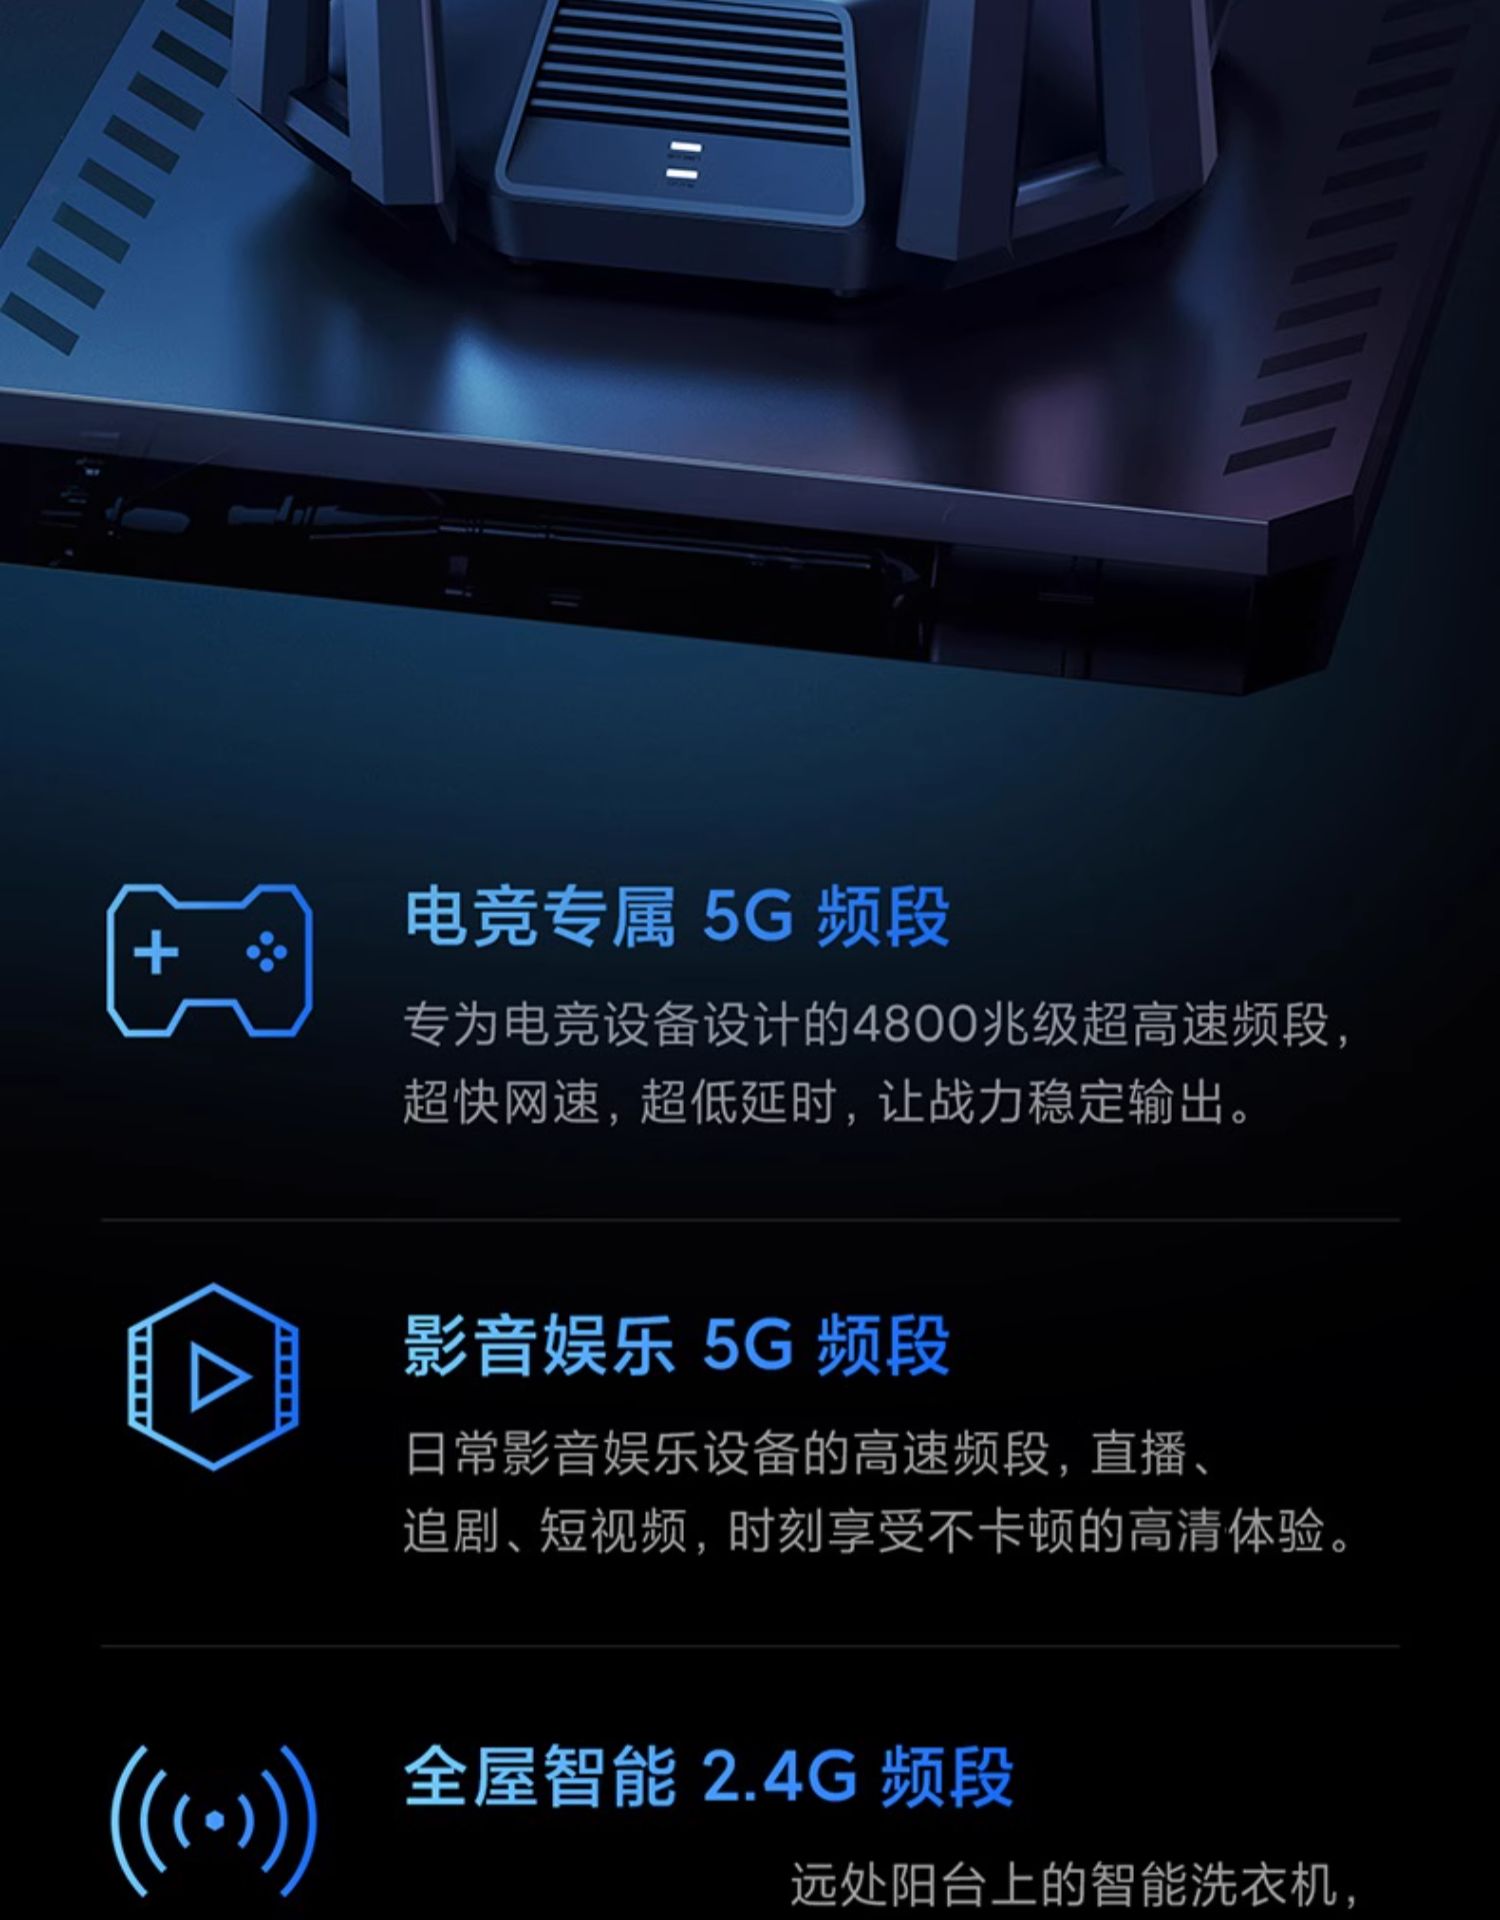 电竞专属 5G 频段
专为电竞设备设计的4800兆级超高速频段，
超快网速，超低延时，让战力稳定输出。
影音娱乐 5G 频段
日常影音娱乐设备的高速频段，直播、
追剧、短视频，时刻享受不卡顿的高清体验。
全屋智能 2.4G 频段
远处阳台上的智能洗衣机，